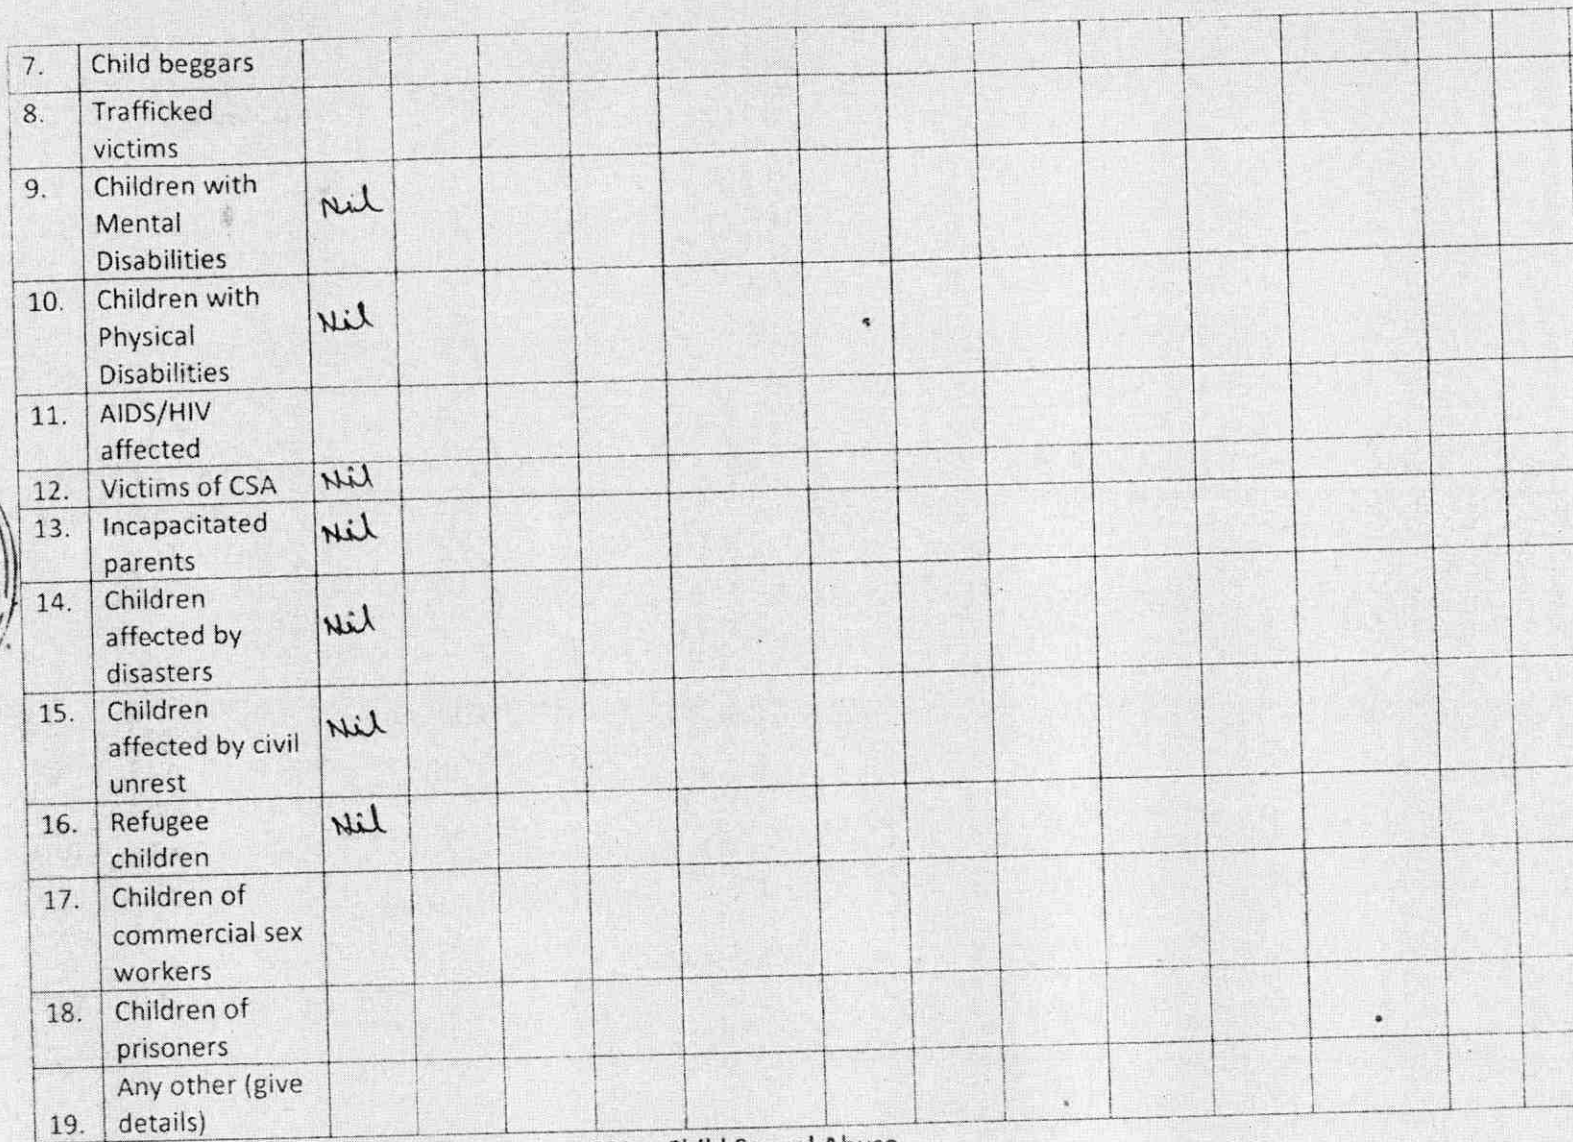 7. Child beggars
8. Trafficked
victims
9. Children with
Mental Nil
Disabilities
10. Children with
Physical Nil
Disabilities
11. AIDS/HIV
affected
12. Victims of CSA Nil
13. Incapacitated Nil
parents
14. Children
affected by Nil
disasters
15. Children
affected by civil Nil
unrest
16. Refugee Nil
children
17. Children of
commercial sex
workers
18. Children of
prisoners
Any other (give
19. details)
Child Sexual Abuse